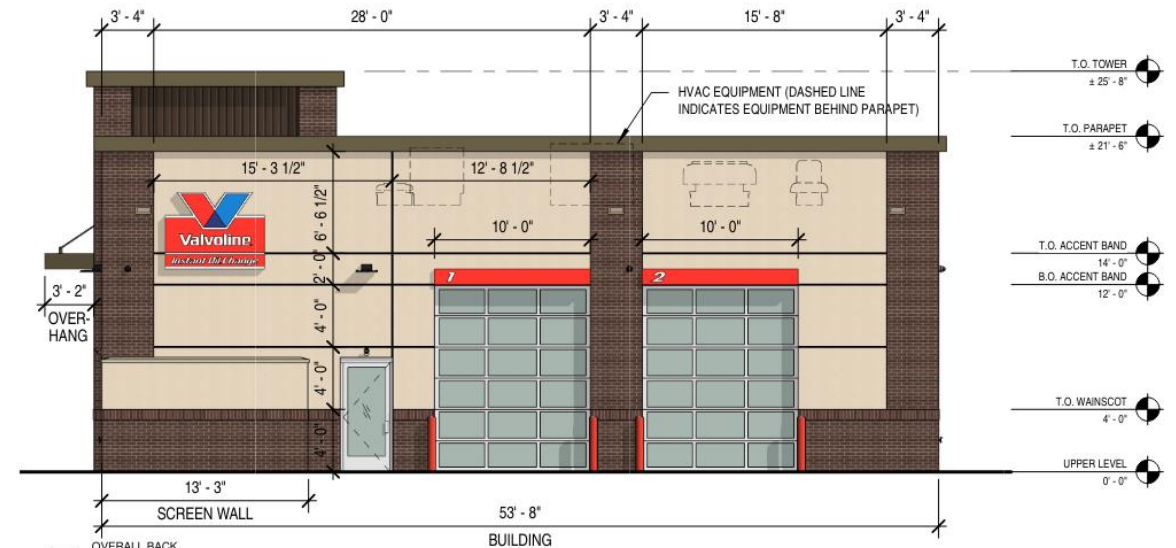 3' - 4"
28' - 0"
3' - 4"
15' - 8"
3' - 4"
T.O. TOWER
± 25' - 8"
HVAC EQUIPMENT (DASHED LINE
INDICATES EQUIPMENT BEHIND PARAPET)
T.O. PARAPET
± 21' - 6"
15' - 3 1/2"
12' - 8 1/2"
6' - 6 1/2"
Valvoline
Instant Oil Change
10' - 0"
10' - 0"
T.O. ACCENT BAND
14' - 0"
2' - 0"
1
2
B.O. ACCENT BAND
12' - 0"
3' - 2"
OVER-
HANG
4' - 0"
4' - 0"
T.O. WAINSCOT
4' - 0"
4' - 0"
UPPER LEVEL
0' - 0"
13' - 3"
SCREEN WALL
53' - 8"
BUILDING
OVERALL BACK